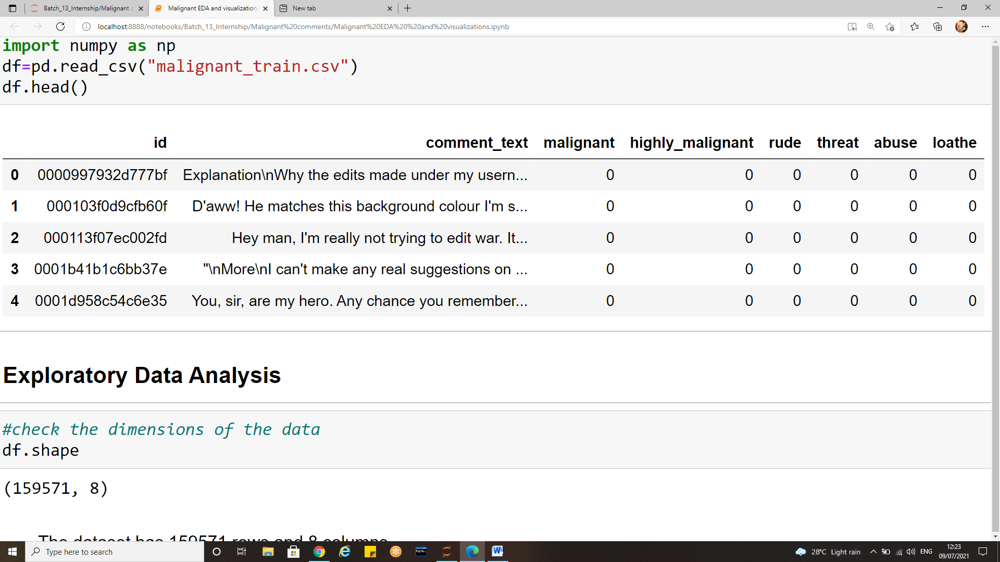 Batch_13_Internship/Malignant c
Malignant EDA and visualizations
New tab
localhost:8888/notebooks/Batch_13_Internship/Malignant%20comments/Malignant%20EDA%20%20and%20visualizations.ipynb
import numpy as np
df=pd.read_csv("malignant_train.csv")
df.head()
id comment_text malignant highly_malignant rude threat abuse loathe
0 0000997932d777bf Explanation\nWhy the edits made under my usern... 0 0 0 0 0 0
1 000103f0d9cfb60f D'aww! He matches this background colour I'm s... 0 0 0 0 0 0
2 000113f07ec002fd Hey man, I'm really not trying to edit war. It... 0 0 0 0 0 0
3 0001b41b1c6bb37e "\nMore\nI can't make any real suggestions on ... 0 0 0 0 0 0
4 0001d958c54c6e35 You, sir, are my hero. Any chance you remember... 0 0 0 0 0 0
Exploratory Data Analysis
#check the dimensions of the data
df.shape
(159571, 8)
The dataset has 159571 rows and 8 columns
Type here to search
MySQL
28°C Light rain
ENG
12:23
09/07/2021